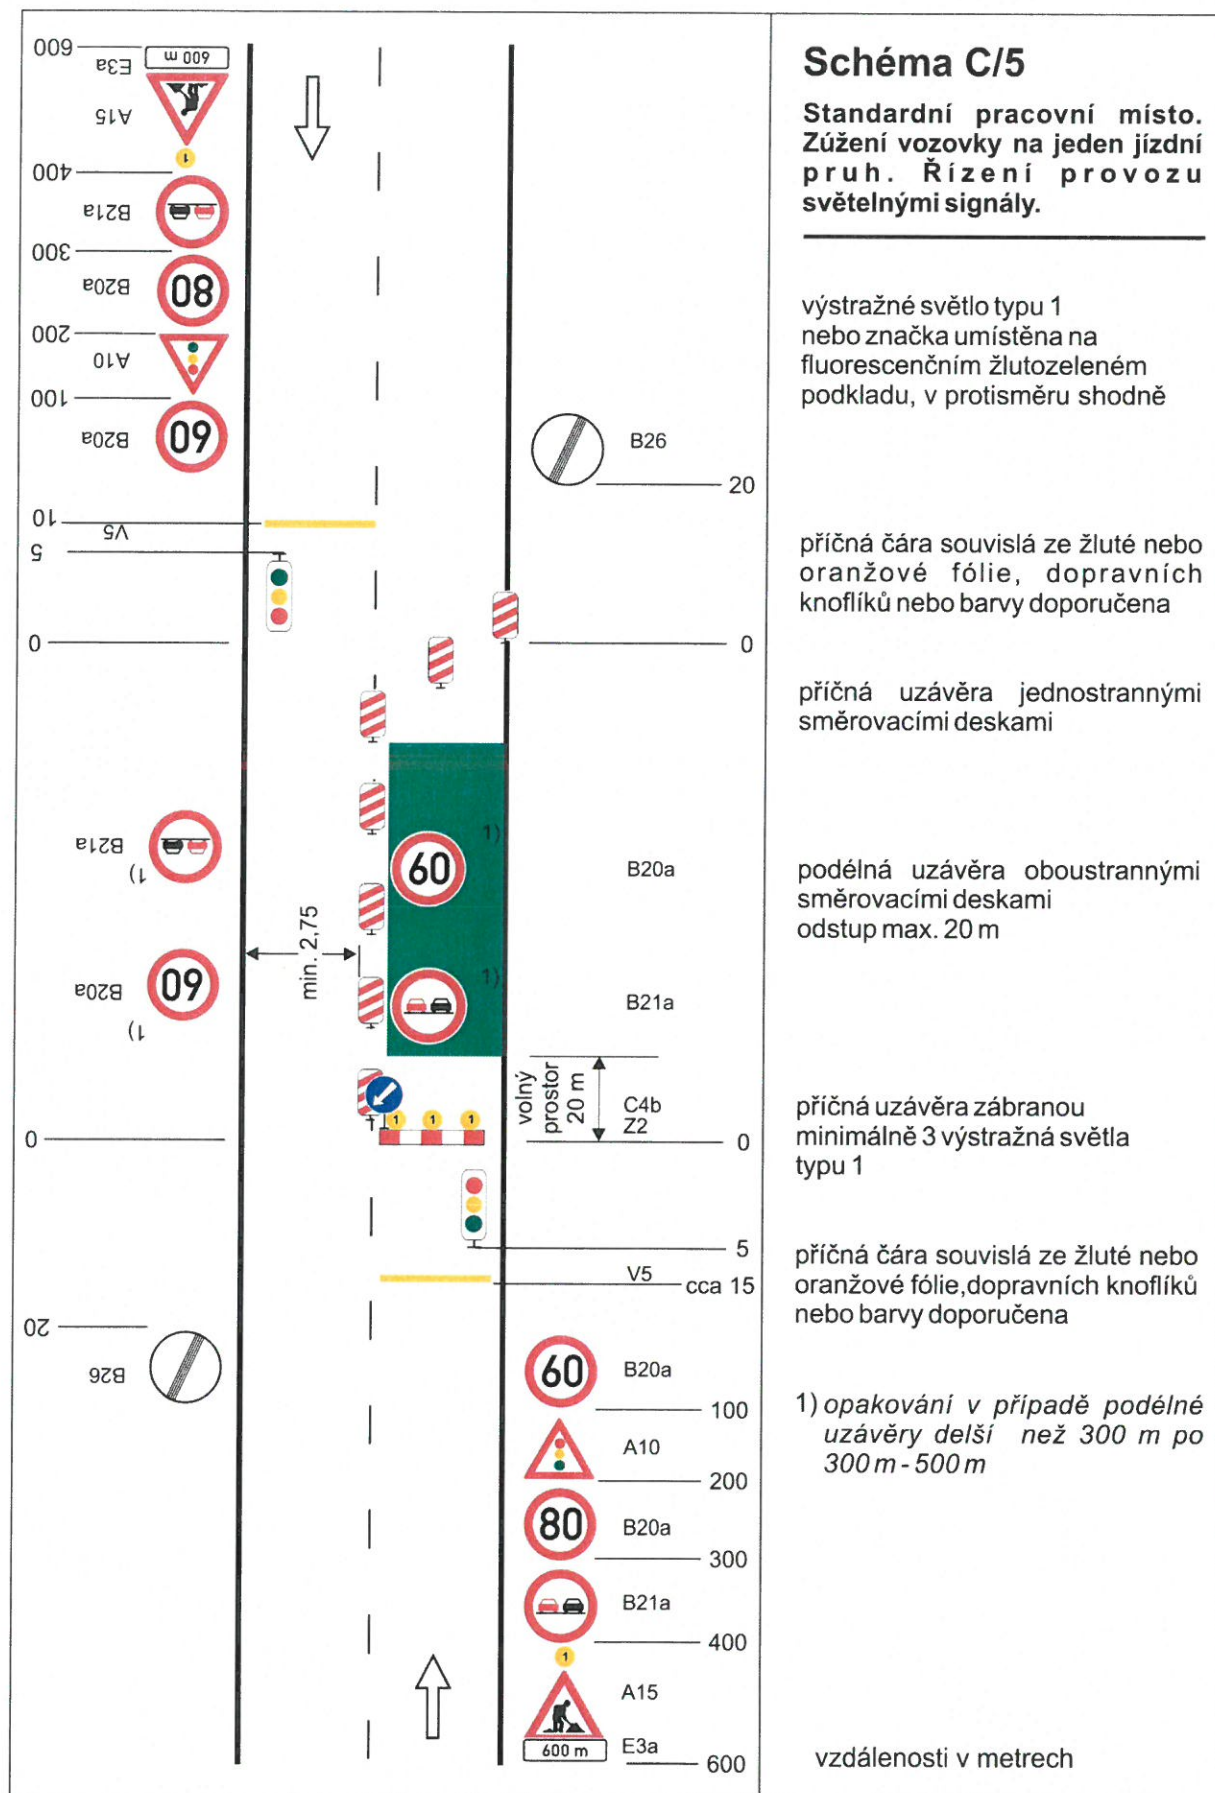 Schéma C/5
Standardní pracovní místo.
Zúžení vozovky na jeden jízdní
pruh. Řízení provozu
světelnými signály.
600
E3a
600 m
A15
1
400
B21a
300
B20a
80
200
A10
100
B20a
60
výstražné světlo typu 1
nebo značka umístěna na
fluorescenčním žlutozeleném
podkladu, v protisměru shodně
B26
20
10
V5
5
příčná čára souvislá ze žluté nebo
oranžové fólie, dopravních
knoflíků nebo barvy doporučena
0
0
příčná uzávěra jednostrannými
směrovacími deskami
B21a
1)
60
1)
B20a
podélná uzávěra oboustrannými
směrovacími deskami
odstup max. 20 m
B20a
60
1)
min. 2,75
1)
B21a
volný
prostor
20 m
C4b
Z2
1 1 1
0
0
příčná uzávěra zábranou
minimálně 3 výstražná světla
typu 1
5
V5
cca 15
příčná čára souvislá ze žluté nebo
oranžové fólie,dopravních knoflíků
nebo barvy doporučena
20
B26
60
B20a
100
A10
200
80
B20a
300
B21a
400
1
A15
600 m
E3a
600
1) opakování v případě podélné
uzávěry delší než 300 m po
300 m - 500 m
vzdálenosti v metrech